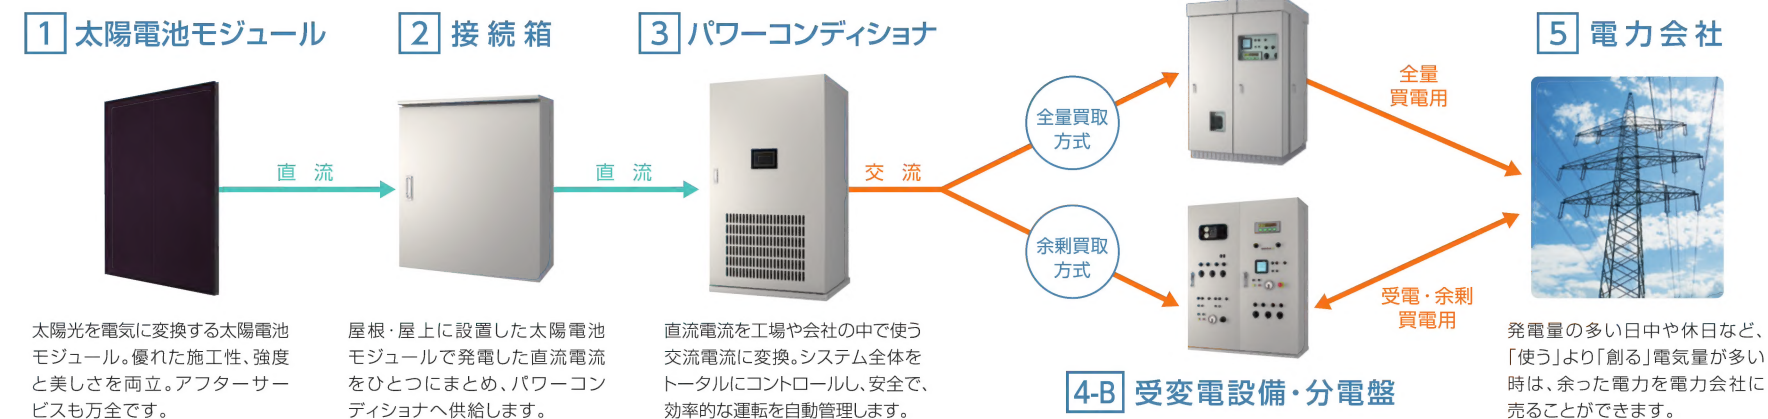 1 太陽電池モジュール
2 接続箱
3 パワーコンディショナ
5 電力会社
直流
直流
交流
全量買取
方式
余剰買取
方式
全量
買電用
受電・余剰
買電用
4-B 受変電設備・分電盤
太陽光を電気に変換する太陽電池
モジュール。優れた施工性、強度
と美しさを両立。アフターサー
ビスも万全です。
屋根・屋上に設置した太陽電池
モジュールで発電した直流電流
をひとつにまとめ、パワーコン
ディショナへ供給します。
直流電流を工場や会社の中で使う
交流電流に変換。システム全体を
トータルにコントロールし、安全で、
効率的な運転を自動管理します。
発電量の多い日中や休日など、
「使う」より「創る」電気量が多い
時は、余った電力を電力会社に
売ることができます。